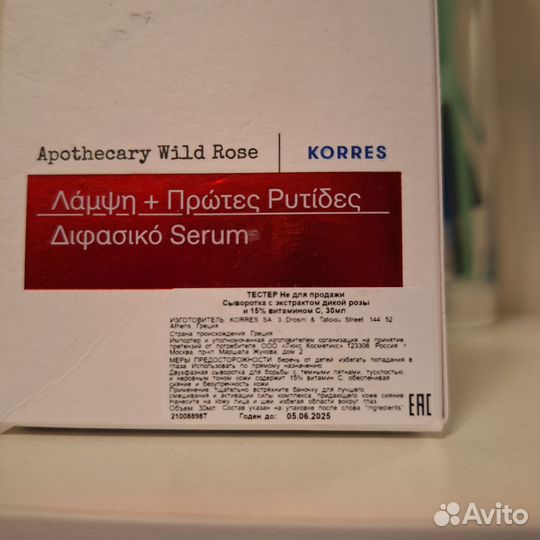 Apothecary Wild Rose
KORRES
Λάμψη + Πρώτες Ρυτίδες
Διφασικό Serum
ТЕСТЕР Не для продажи
Сыворотка с экстрактом дикой розы
и 15% витамином С, 30мл
ИЗГОТОВИТЕЛЬ KORRES SA 3 Drosini & Tatoiou Street 144 52
Athens Греция
Страна происхождения Греция
Импортер и уполномоченная изготовителем организация на принятие
претензий от потребителя ООО «Люкс Косметикс» 123308 Россия г
Москва пр-кт Маршала Жукова дом 2
МЕРЫ ПРЕДОСТОРОЖНОСТИ беречь от детей избегать попадания в
глаза Использовать по прямому назначению
Двухфазная сыворотка для борьбы с темными пятнами тусклостью
и неровным тоном кожи содержит 15% витамин С, обеспечивая
сияние и безупречность кожи
Применение Тщательно встряхните баночку для лучшего
смешивания и активации силы комплекса придающего коже сияние
Нанесите на кожу лица и шеи, избегая области вокруг глаз
Объем 30мл Состав указан на упаковке после слова "ingredients"
21008898T Годен до: 05.06.2025
EAC
Avito